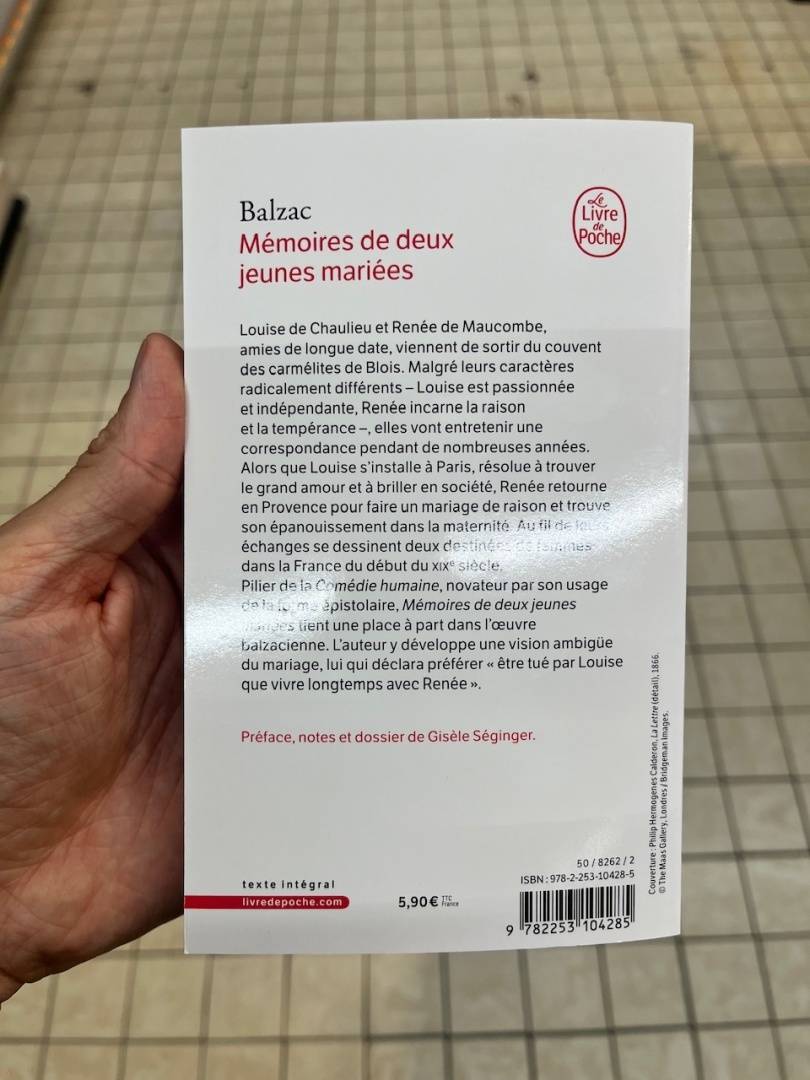 Balzac
Mémoires de deux
jeunes mariées
Le
Livre
de
Poche
Louise de Chaulieu et Renée de Maucombe,
amies de longue date, viennent de sortir du couvent
des carmélites de Blois. Malgré leurs caractères
radicalement différents – Louise est passionnée
et indépendante, Renée incarne la raison
et la tempérance –, elles vont entretenir une
correspondance pendant de nombreuses années.
Alors que Louise s'installe à Paris, résolue à trouver
le grand amour et à briller en société, Renée retourne
en Provence pour faire un mariage de raison et trouve
son épanouissement dans la maternité. Au fil de leurs
échanges se dessinent deux destinées de femmes
dans la France du début du XIXe siècle.
Pilier de la Comédie humaine, novateur par son usage
de la forme épistolaire, Mémoires de deux jeunes
mariées tient une place à part dans l'œuvre
balzacienne. L'auteur y développe une vision ambigüe
du mariage, lui qui déclara préférer « être tué par Louise
que vivre longtemps avec Renée ».
Préface, notes et dossier de Gisèle Séginger.
Couverture : Philip Hermogenes Calderon, La Lettre (détail), 1866.
© The Maas Gallery, Londres / Bridgeman Images.
texte intégral
livredepoche.com
5,90 € TTC
France
50 / 8262 / 2
ISBN : 978-2-253-10428-5
9 782253 104285